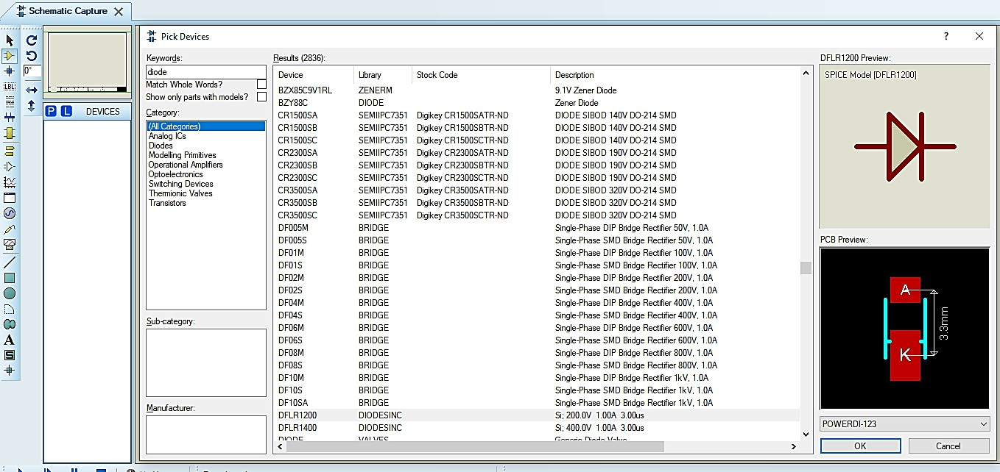 Schematic Capture
Pick Devices
?
Keywords:
diode
Match Whole Words?
Show only parts with models?
Category:
(All Categories)
Analog ICs
Diodes
Modelling Primitives
Operational Amplifiers
Optoelectronics
Switching Devices
Thermionic Valves
Transistors
Sub-category:
Manufacturer:
0°
LBL
A
S
P L DEVICES
Results (2836):
Device Library Stock Code Description
BZX85C9V1RL ZENERM 9.1V Zener Diode
BZY88C DIODE Zener Diode
CR1500SA SEMIIPC7351 Digikey CR1500SATR-ND DIODE SIBOD 140V DO-214 SMD
CR1500SB SEMIIPC7351 Digikey CR1500SBTR-ND DIODE SIBOD 140V DO-214 SMD
CR1500SC SEMIIPC7351 Digikey CR1500SCTR-ND DIODE SIBOD 140V DO-214 SMD
CR2300SA SEMIIPC7351 Digikey CR2300SATR-ND DIODE SIBOD 190V DO-214 SMD
CR2300SB SEMIIPC7351 Digikey CR2300SBTR-ND DIODE SIBOD 190V DO-214 SMD
CR2300SC SEMIIPC7351 Digikey CR2300SCTR-ND DIODE SIBOD 190V DO-214 SMD
CR3500SA SEMIIPC7351 Digikey CR3500SATR-ND DIODE SIBOD 320V DO-214 SMD
CR3500SB SEMIIPC7351 Digikey CR3500SBTR-ND DIODE SIBOD 320V DO-214 SMD
CR3500SC SEMIIPC7351 Digikey CR3500SCTR-ND DIODE SIBOD 320V DO-214 SMD
DF005M BRIDGE Single-Phase DIP Bridge Rectifier 50V, 1.0A
DF005S BRIDGE Single-Phase SMD Bridge Rectifier 50V, 1.0A
DF01M BRIDGE Single-Phase DIP Bridge Rectifier 100V, 1.0A
DF01S BRIDGE Single-Phase SMD Bridge Rectifier 100V, 1.0A
DF02M BRIDGE Single-Phase DIP Bridge Rectifier 200V, 1.0A
DF02S BRIDGE Single-Phase SMD Bridge Rectifier 200V, 1.0A
DF04M BRIDGE Single-Phase DIP Bridge Rectifier 400V, 1.0A
DF04S BRIDGE Single-Phase SMD Bridge Rectifier 400V, 1.0A
DF06M BRIDGE Single-Phase DIP Bridge Rectifier 600V, 1.0A
DF06S BRIDGE Single-Phase SMD Bridge Rectifier 600V, 1.0A
DF08M BRIDGE Single-Phase DIP Bridge Rectifier 800V, 1.0A
DF08S BRIDGE Single-Phase SMD Bridge Rectifier 800V, 1.0A
DF10M BRIDGE Single-Phase DIP Bridge Rectifier 1kV, 1.0A
DF10S BRIDGE Single-Phase SMD Bridge Rectifier 1kV, 1.0A
DF10SA BRIDGE Single-Phase SMD Bridge Rectifier 1kV, 1.0A
DFLR1200 DIODESINC Si; 200.0V 1.00A 3.00us
DFLR1400 DIODESINC Si; 400.0V 1.00A 3.00us
DIODE VALVES Generic Diode Valve
DFLR1200 Preview:
SPICE Model [DFLR1200]
PCB Preview:
A
K
3.3mm
POWERDI-123
OK Cancel